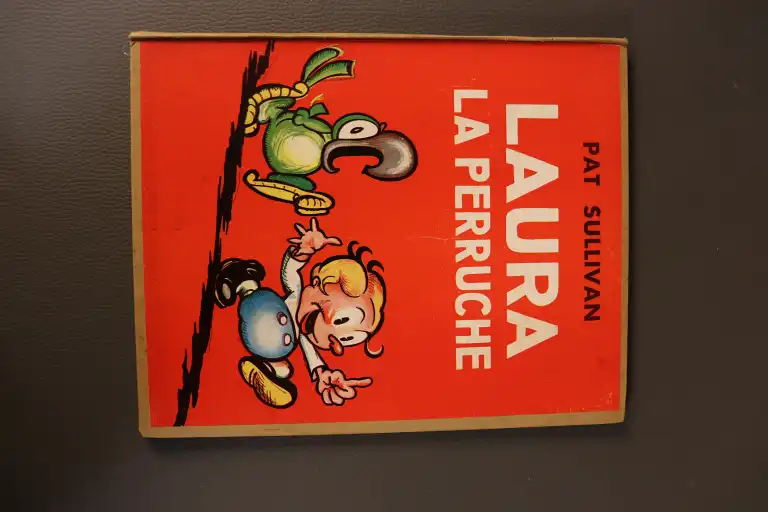 PAT SULLIVAN
LAURA
LA PERRUCHE